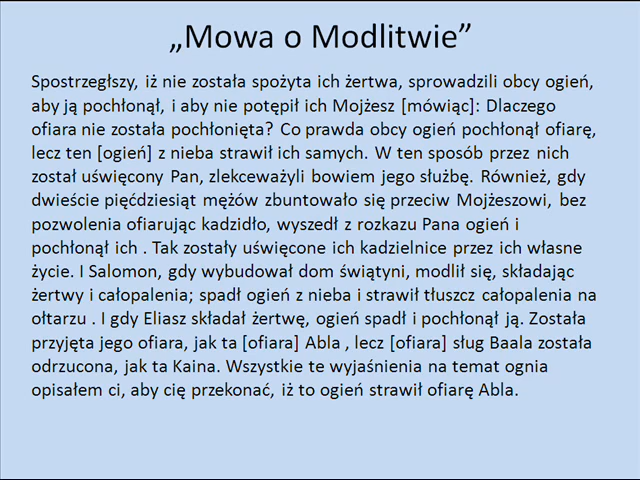 „Mowa o Modlitwie”
Spostrzegłszy, iż nie została spożyta ich żertwa, sprowadzili obcy ogień,
aby ją pochłonął, i aby nie potępił ich Mojżesz [mówiąc]: Dlaczego
ofiara nie została pochłonięta? Co prawda obcy ogień pochłonął ofiarę,
lecz ten [ogień] z nieba strawił ich samych. W ten sposób przez nich
został uświęcony Pan, zlekceważyli bowiem jego służbę. Również, gdy
dwieście pięćdziesiąt mężów zbuntowało się przeciw Mojżeszowi, bez
pozwolenia ofiarując kadzidło, wyszedł z rozkazu Pana ogień i
pochłonął ich . Tak zostały uświęcone ich kadzielnice przez ich własne
życie. I Salomon, gdy wybudował dom świątyni, modlił się, składając
żertwy i całopalenia; spadł ogień z nieba i strawił tłuszcz całopalenia na
ołtarzu . I gdy Eliasz składał żertwę, ogień spadł i pochłonął ją. Została
przyjęta jego ofiara, jak ta [ofiara] Abla , lecz [ofiara] sług Baala została
odrzucona, jak ta Kaina. Wszystkie te wyjaśnienia na temat ognia
opisałem ci, aby cię przekonać, iż to ogień strawił ofiarę Abla.